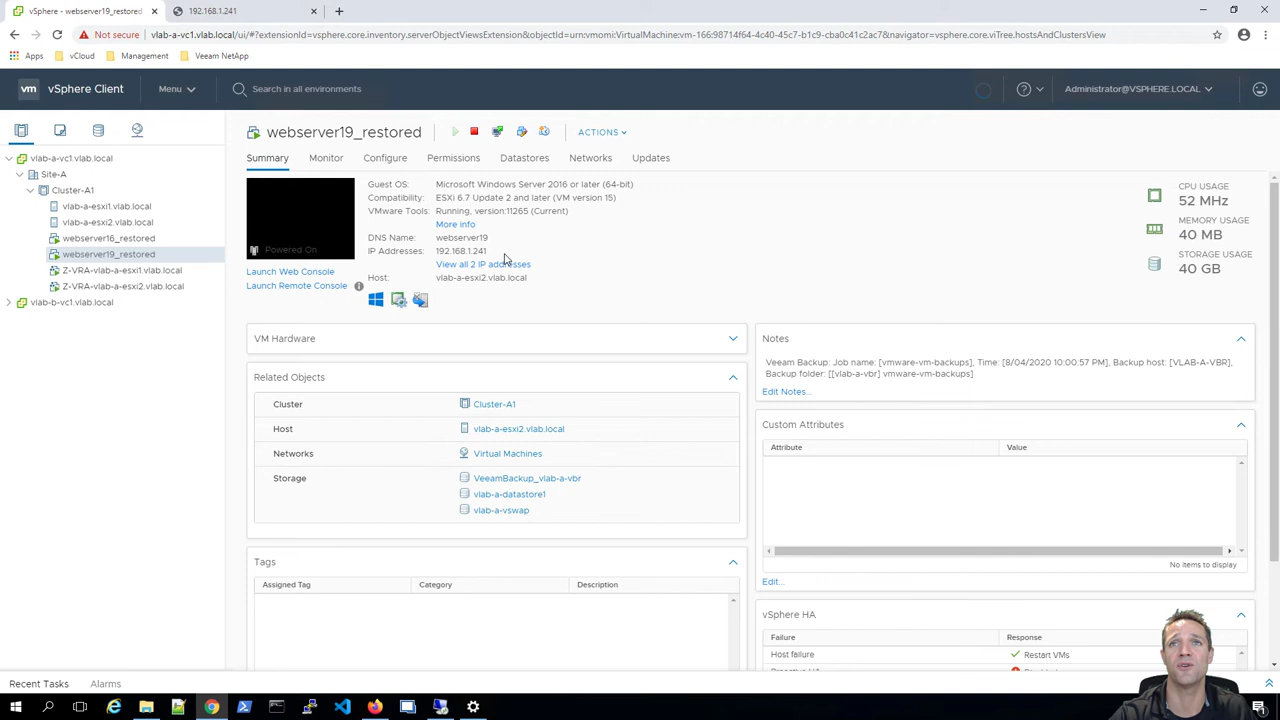 vSphere - webserver19_restored
192.168.1.241
Not secure
vlab-a-vc1.vlab.local/ui/#?extensionId=vsphere.core.inventory.serverObjectViewsExtension&objectId=urn:vmomi:VirtualMachine:vm-166:98714f64-4c40-45c7-b1c9-cba0c41c2ac7&navigator=vsphere.core.viTree.hostsAndClustersView
Apps
vCloud
Management
Veeam NetApp
vm
vSphere Client
Menu
Search in all environments
Administrator@VSPHERE.LOCAL
vlab-a-vc1.vlab.local
Site-A
Cluster-A1
vlab-a-esxi1.vlab.local
vlab-a-esxi2.vlab.local
webserver16_restored
webserver19_restored
Z-VRA-vlab-a-esxi1.vlab.local
Z-VRA-vlab-a-esxi2.vlab.local
vlab-b-vc1.vlab.local
webserver19_restored
ACTIONS
Summary
Monitor
Configure
Permissions
Datastores
Networks
Updates
Powered On
Launch Web Console
Launch Remote Console
Guest OS: Microsoft Windows Server 2016 or later (64-bit)
Compatibility: ESXi 6.7 Update 2 and later (VM version 15)
VMware Tools: Running, version:11265 (Current)
More info
DNS Name: webserver19
IP Addresses: 192.168.1.241
View all 2 IP addresses
Host: vlab-a-esxi2.vlab.local
CPU USAGE
52 MHz
MEMORY USAGE
40 MB
STORAGE USAGE
40 GB
VM Hardware
Related Objects
Cluster Cluster-A1
Host vlab-a-esxi2.vlab.local
Networks Virtual Machines
Storage VeeamBackup_vlab-a-vbr
vlab-a-datastore1
vlab-a-vswap
Tags
Assigned Tag Category Description
Notes
Veeam Backup: Job name: [vmware-vm-backups], Time: [8/04/2020 10:00:57 PM], Backup host: [VLAB-A-VBR],
Backup folder: [[vlab-a-vbr] vmware-vm-backups]
Edit Notes...
Custom Attributes
Attribute Value
No items to display
Edit...
vSphere HA
Failure Response
Host failure Restart VMs
Recent Tasks
Alarms